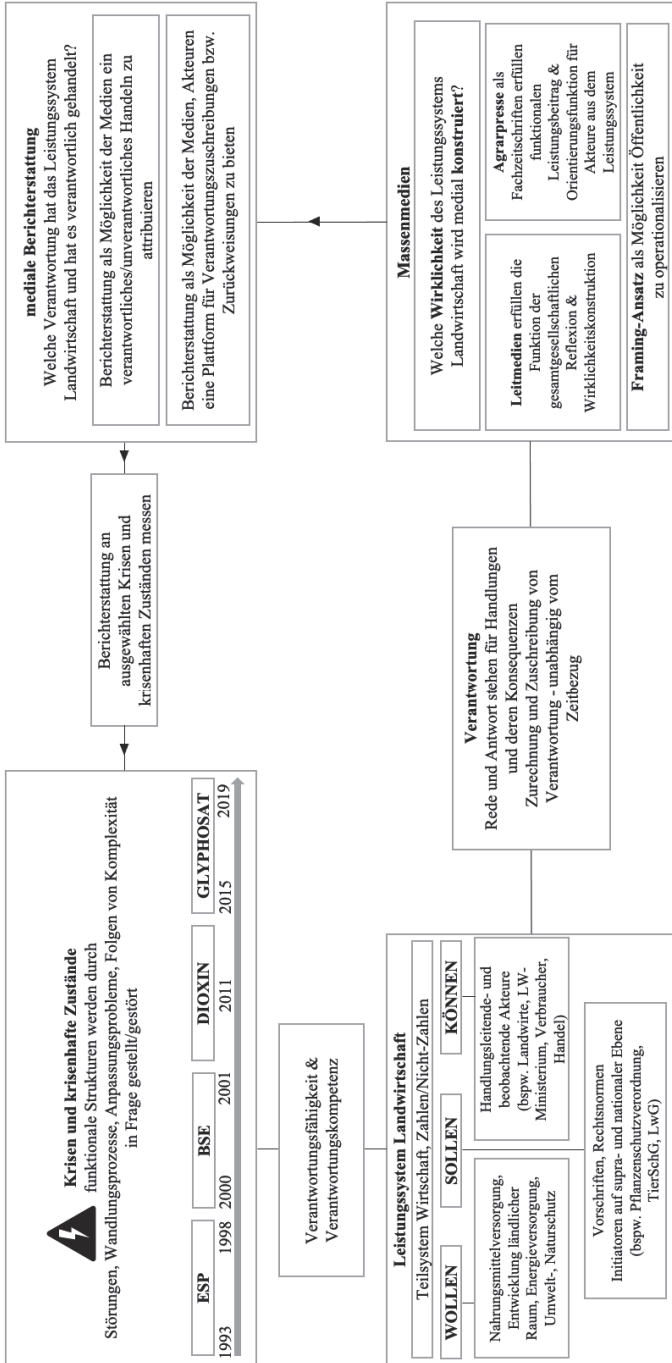 Krisen und krisenhafte Zustände
funktionale Strukturen werden durch
Störungen, Wandlungsprozesse, Anpassungsprobleme, Folgen von Komplexität
in Frage gestellt/gestört
ESP
BSE
DIOXIN
GLYPHOSAT
1993
1998
2000
2001
2011
2015
2019
Berichterstattung an
ausgewählten Krisen und
krisenhaften Zuständen messen
mediale Berichterstattung
Welche Verantwortung hat das Leistungssystem
Landwirtschaft und hat es verantwortlich gehandelt?
Berichterstattung als Möglichkeit der Medien ein
verantwortliches/unverantwortliches Handeln zu
attribuieren
Berichterstattung als Möglichkeit der Medien, Akteuren
eine Plattform für Verantwortungszuschreibungen bzw.
Zurückweisungen zu bieten
Verantwortungsfähigkeit &
Verantwortungskompetenz
Leistungssystem Landwirtschaft
Teilsystem Wirtschaft, Zahlen/Nicht-Zahlen
WOLLEN
SOLLEN
KÖNNEN
Nahrungsmittelversorgung,
Entwicklung ländlicher
Raum, Energieversorgung,
Umwelt-, Naturschutz
Handlungsleitende- und
beobachtende Akteure
(bspw. Landwirte, LW-
Ministerium, Verbraucher,
Handel)
Vorschriften, Rechtsnormen
Initiatoren auf supra- und nationaler Ebene
(bspw. Pflanzenschutzverordnung,
TierSchG, LwG)
Verantwortung
Rede und Antwort stehen für Handlungen
und deren Konsequenzen
Zurechnung und Zuschreibung von
Verantwortung - unabhängig vom
Zeitbezug
Massenmedien
Welche Wirklichkeit des Leistungssystems
Landwirtschaft wird medial konstruiert?
Leitmedien erfüllen die
Funktion der
gesamtgesellschaftlichen
Reflexion &
Wirklichkeitskonstruktion
Agrarpresse als
Fachzeitschriften erfüllen
funktionalen
Leistungsbeitrag &
Orientierungsfunktion für
Akteure aus dem
Leistungssystem
Framing-Ansatz als Möglichkeit Öffentlichkeit
zu operationalisieren